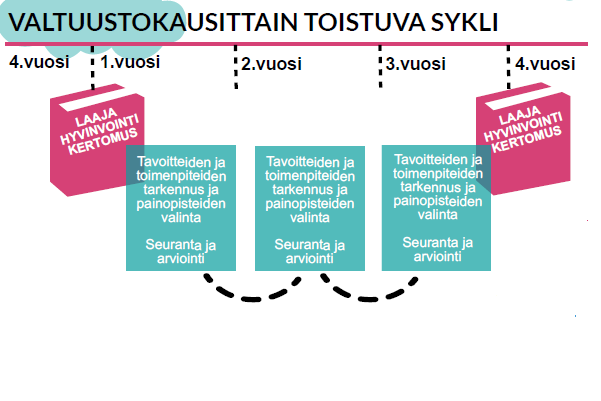 VALTUUSTOKAUSITTAIN TOISTUVA SYKLI
4.vuosi
1.vuosi
2.vuosi
3.vuosi
4.vuosi
LAAJA
HYVINVOINTI
KERTOMUS
Tavoitteiden ja
toimenpiteiden
tarkennus ja
painopisteiden
valinta
Seuranta ja
arviointi
Tavoitteiden ja
toimenpiteiden
tarkennus ja
painopisteiden
valinta
Seuranta ja
arviointi
Tavoitteiden ja
toimenpiteiden
tarkennus ja
painopisteiden
valinta
Seuranta ja
arviointi
LAAJA
HYVINVOINTI
KERTOMUS